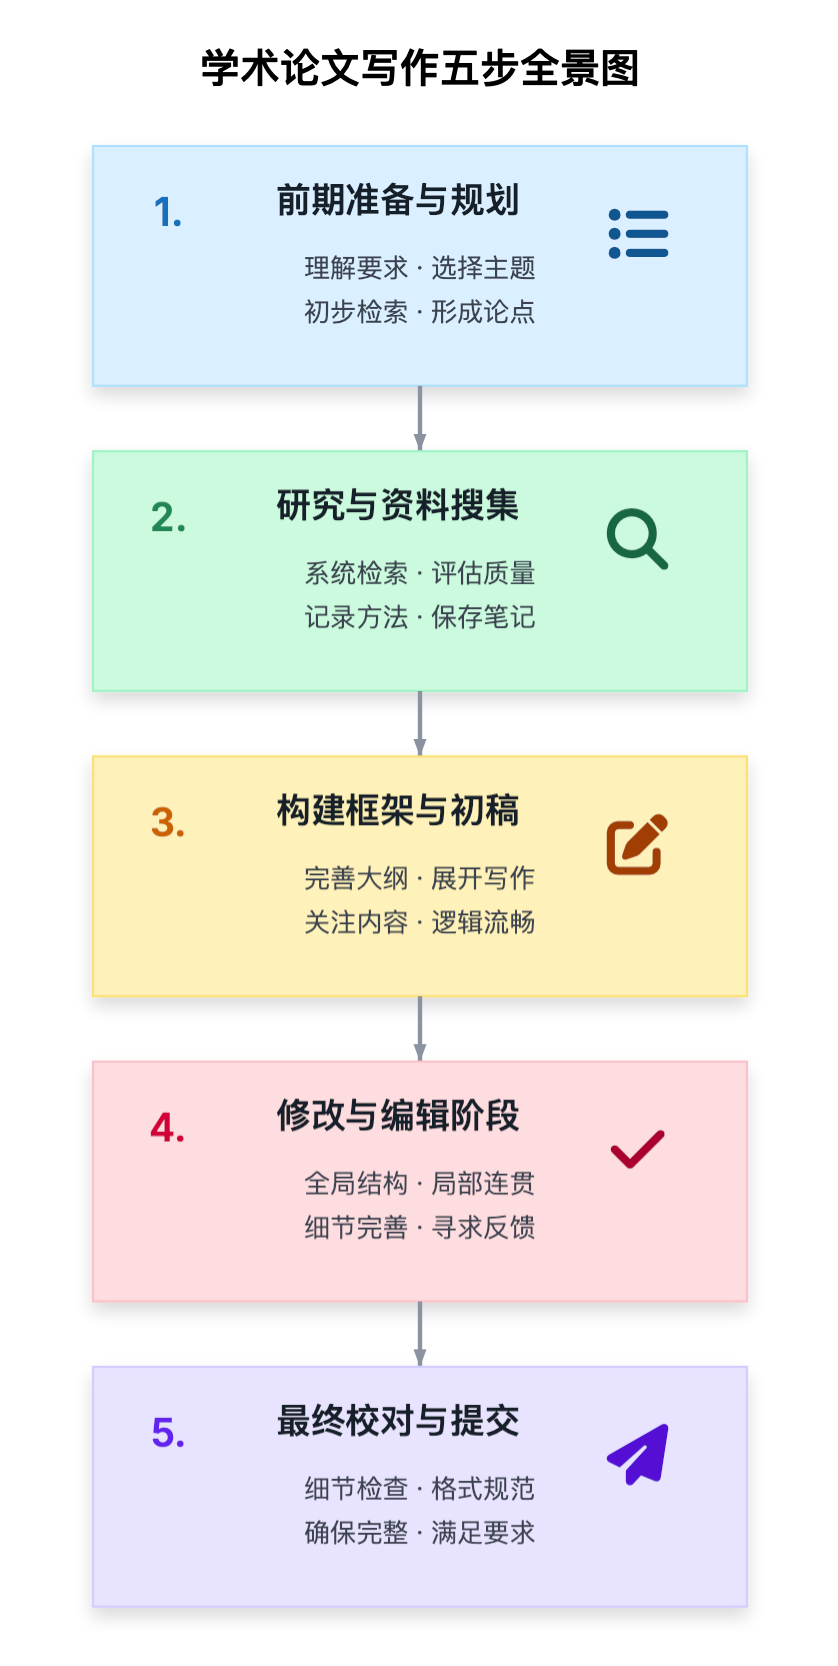 学术论文写作五步全景图
1.
前期准备与规划
理解要求 · 选择主题
初步检索 · 形成论点
2.
研究与资料搜集
系统检索 · 评估质量
记录方法 · 保存笔记
3.
构建框架与初稿
完善大纲 · 展开写作
关注内容 · 逻辑流畅
4.
修改与编辑阶段
全局结构 · 局部连贯
细节完善 · 寻求反馈
5.
最终校对与提交
细节检查 · 格式规范
确保完整 · 满足要求